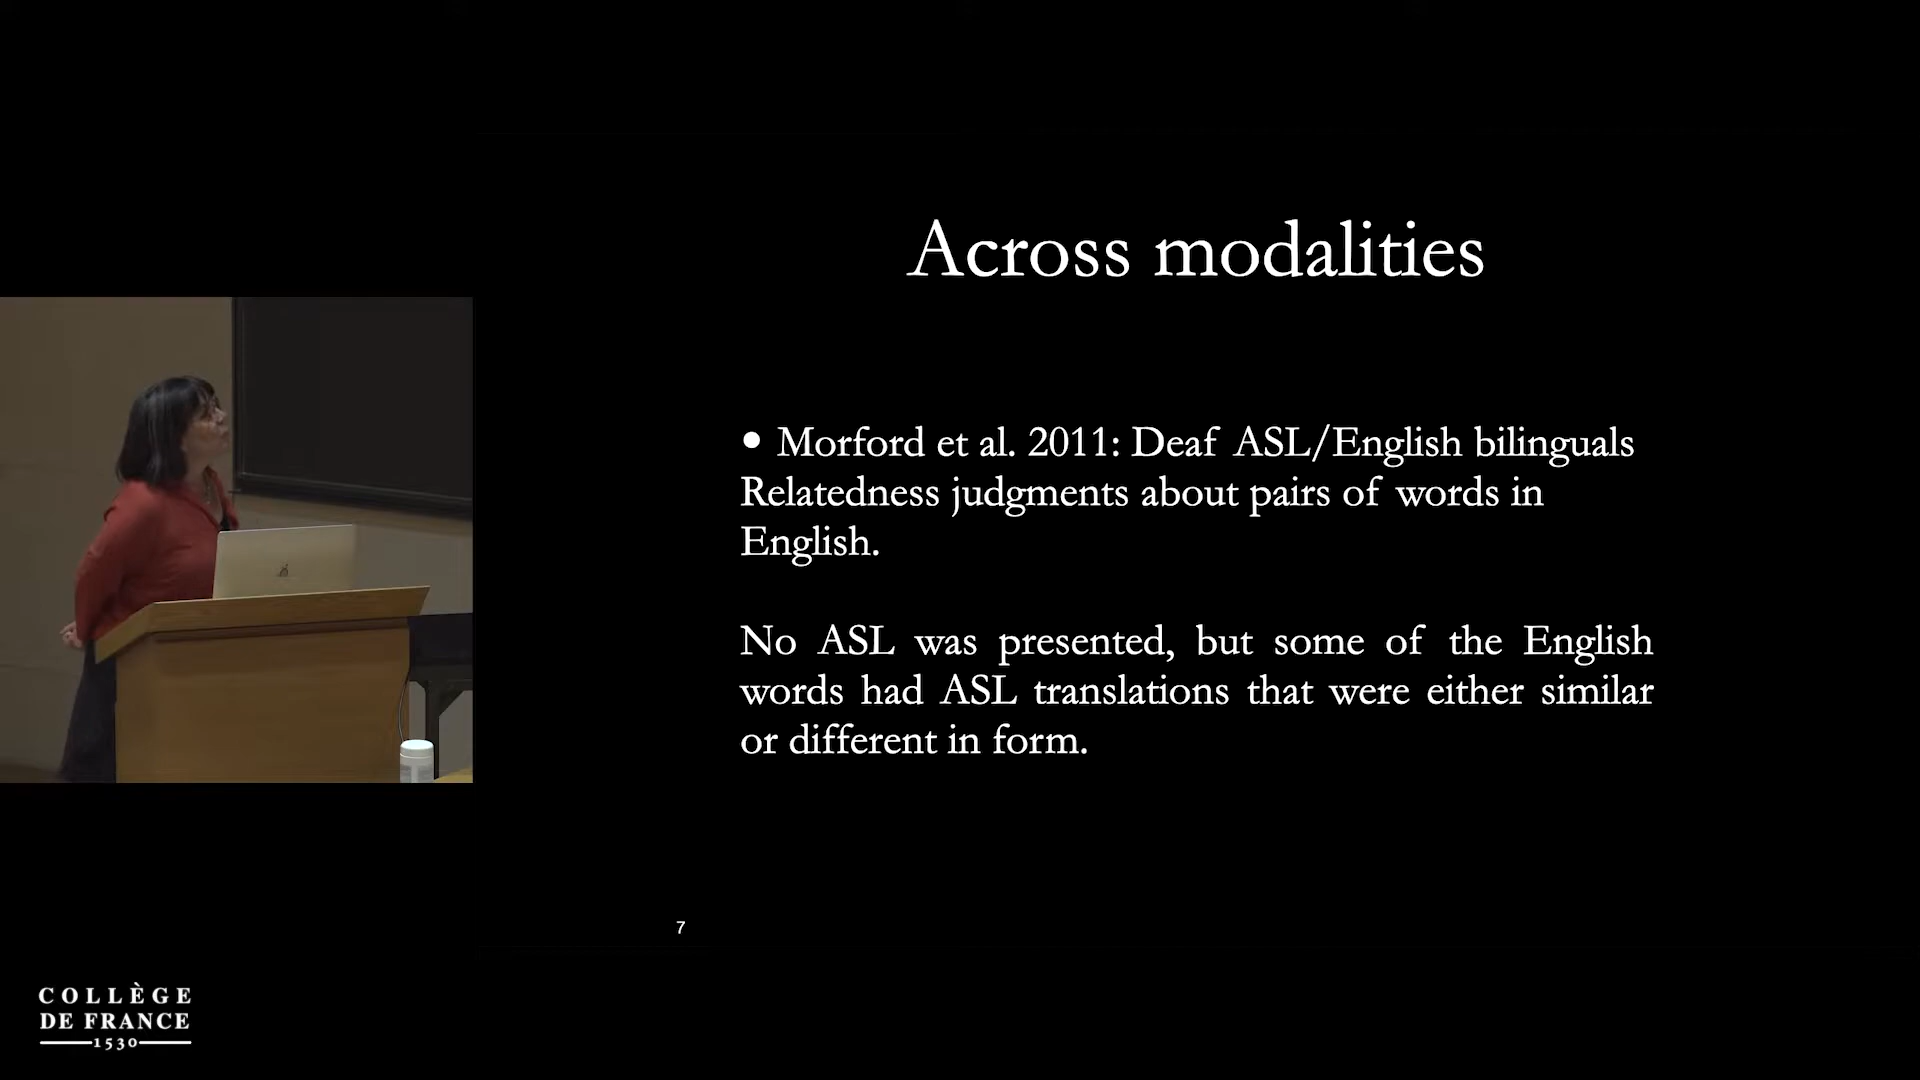 Across modalities
• Morford et al. 2011: Deaf ASL/English bilinguals
Relatedness judgments about pairs of words in
English.
No ASL was presented, but some of the English
words had ASL translations that were either similar
or different in form.
7
COLLÈGE
DE FRANCE
1530